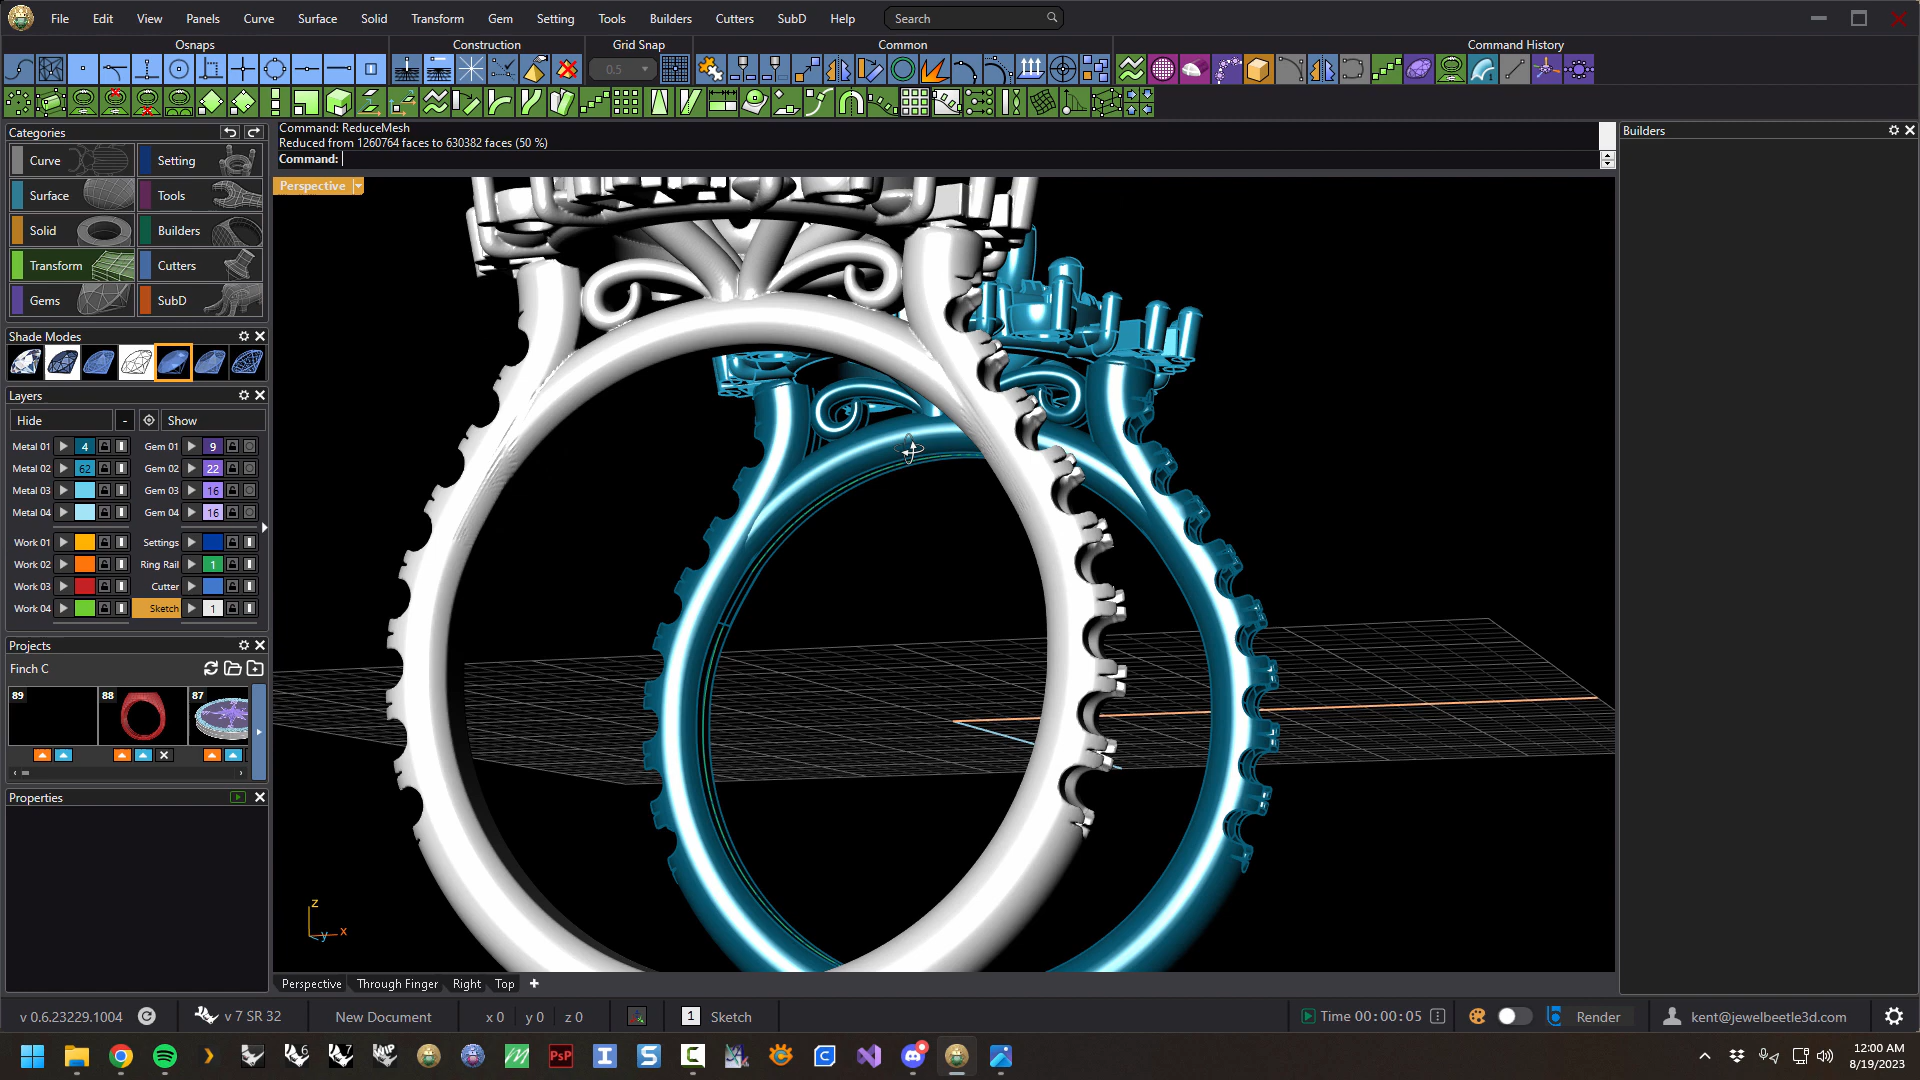 File Edit View Panels Curve Surface Solid Transform Gem Setting Tools Builders Cutters SubD Help Search
Osnaps Construction Grid Snap Common Command History
0.5
Categories
Curve Setting
Surface Tools
Solid Builders
Transform Cutters
Gems SubD
Command: ReduceMesh
Reduced from 1260764 faces to 630382 faces (50 %)
Command:
Perspective
Builders
Shade Modes
Layers
Hide - Show
Metal 01 4 Gem 01 9
Metal 02 62 Gem 02 22
Metal 03 Gem 03 16
Metal 04 Gem 04 16
Work 01 Settings
Work 02 Ring Rail 1
Work 03 Cutter
Work 04 Sketch 1
Projects
Finch C
89 88 87
Properties
z
y x
Perspective Through Finger Right Top
v 0.6.23229.1004 v 7 SR 32 New Document x 0 y 0 z 0 1 Sketch Time 00:00:05 Render kent@jewelbeetle3d.com
6 7 WIP M PsP I S C C
12:00 AM
8/19/2023